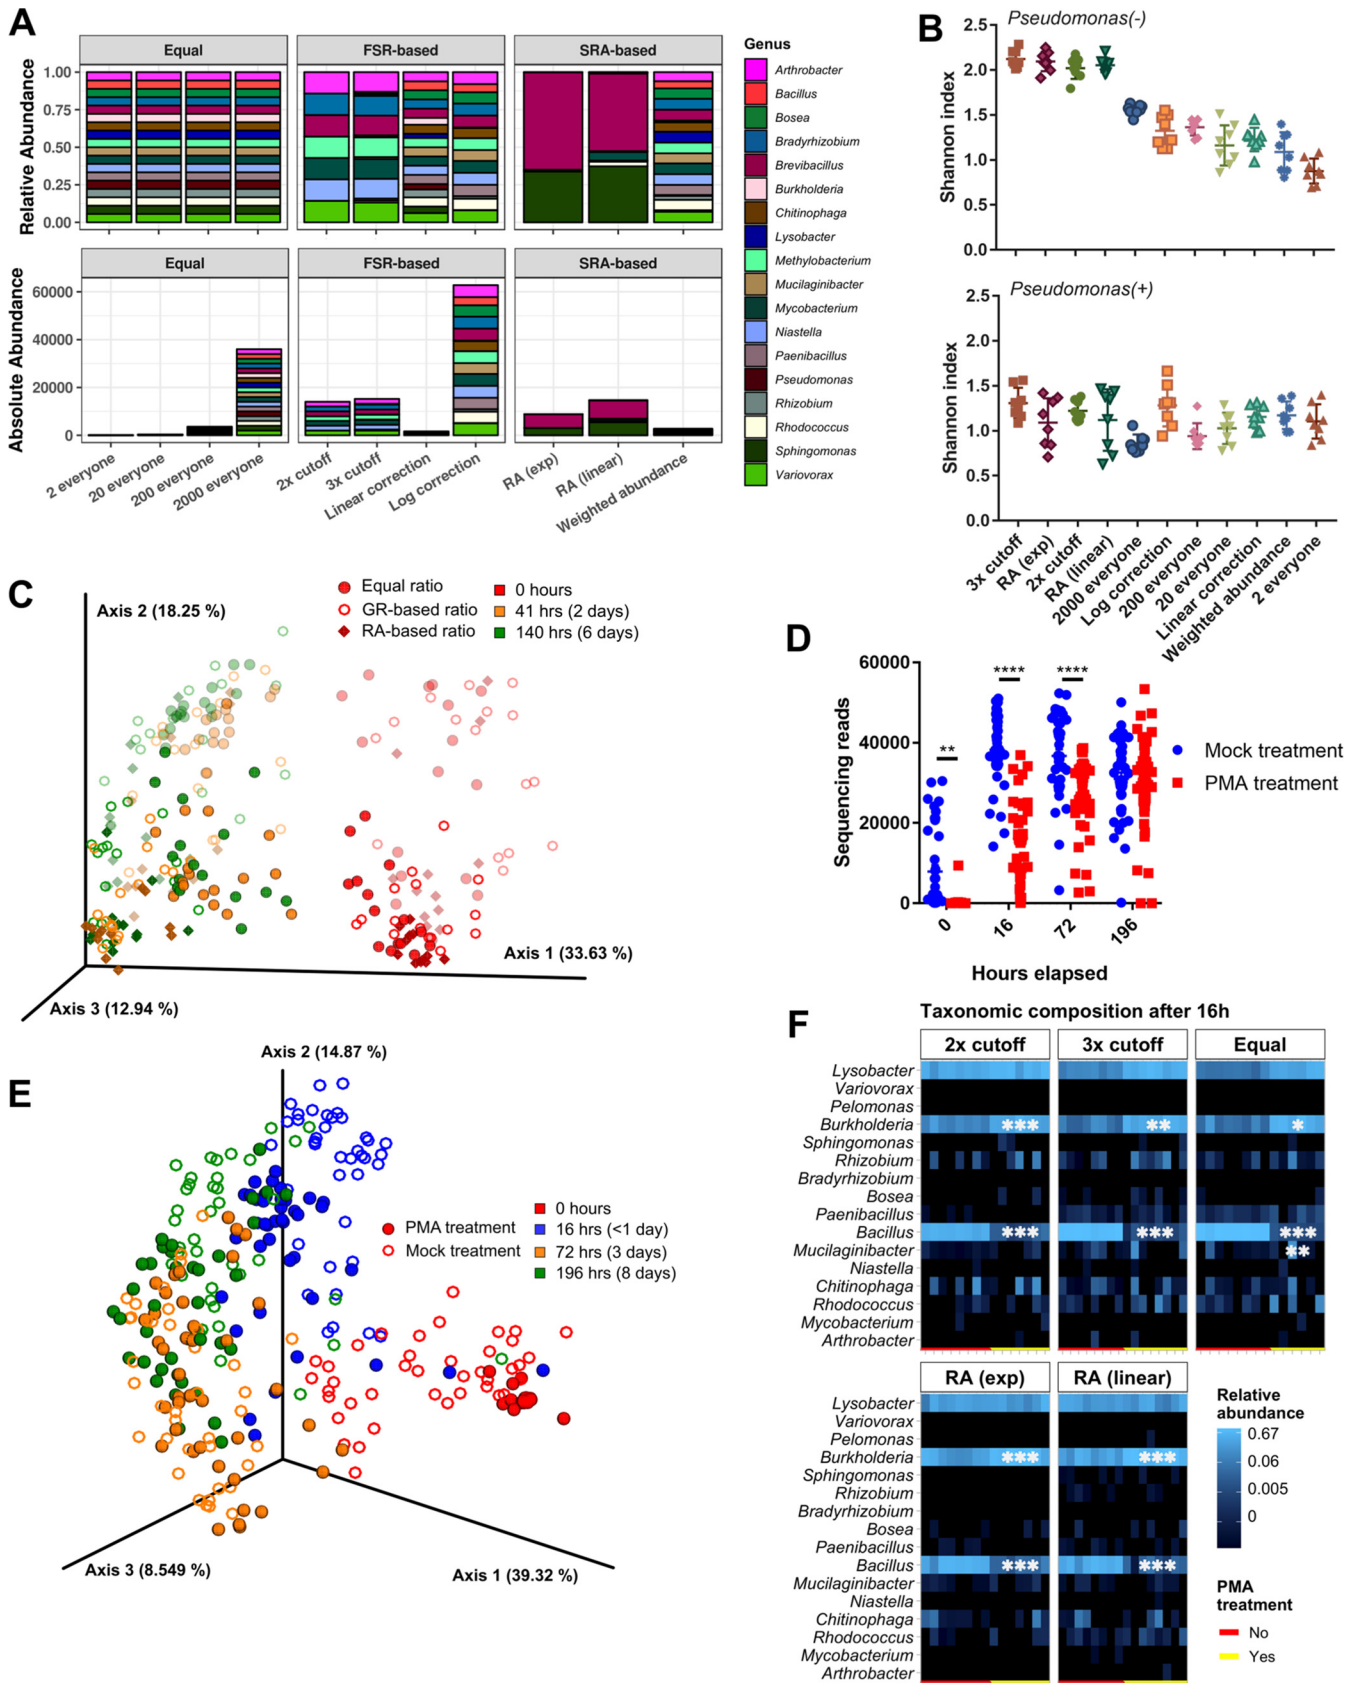 A
Equal
FSR-based
SRA-based
Relative Abundance
1.00
0.75
0.50
0.25
0.00
Equal
FSR-based
SRA-based
Absolute Abundance
60000
40000
20000
0
2 everyone
20 everyone
200 everyone
2000 everyone
2x cutoff
3x cutoff
Linear correction
Log correction
RA (exp)
RA (linear)
Weighted abundance
Genus
Arthrobacter
Bacillus
Bosea
Bradyrhizobium
Brevibacillus
Burkholderia
Chitinophaga
Lysobacter
Methylobacterium
Mucilaginibacter
Mycobacterium
Niastella
Paenibacillus
Pseudomonas
Rhizobium
Rhodococcus
Sphingomonas
Variovorax
B
Pseudomonas(-)
Shannon index
2.5
2.0
1.5
1.0
0.5
0.0
Pseudomonas(+)
Shannon index
2.5
2.0
1.5
1.0
0.5
0.0
3x cutoff
RA (exp)
2x cutoff
RA (linear)
2000 everyone
Log correction
200 everyone
20 everyone
Linear correction
Weighted abundance
2 everyone
C
Axis 2 (18.25 %)
Equal ratio
GR-based ratio
RA-based ratio
0 hours
41 hrs (2 days)
140 hrs (6 days)
Axis 1 (33.63 %)
Axis 3 (12.94 %)
D
Sequencing reads
60000
40000
20000
0
**
****
****
0
16
72
196
Hours elapsed
Mock treatment
PMA treatment
E
Axis 2 (14.87 %)
PMA treatment
Mock treatment
0 hours
16 hrs (<1 day)
72 hrs (3 days)
196 hrs (8 days)
Axis 3 (8.549 %)
Axis 1 (39.32 %)
F
Taxonomic composition after 16h
2x cutoff
3x cutoff
Equal
Lysobacter
Variovorax
Pelomonas
Burkholderia
*** ** *
Sphingomonas
Rhizobium
Bradyrhizobium
Bosea
Paenibacillus
Bacillus
*** *** ***
Mucilaginibacter
**
Niastella
Chitinophaga
Rhodococcus
Mycobacterium
Arthrobacter
RA (exp)
RA (linear)
Lysobacter
Variovorax
Pelomonas
Burkholderia
*** ***
Sphingomonas
Rhizobium
Bradyrhizobium
Bosea
Paenibacillus
Bacillus
*** ***
Mucilaginibacter
Niastella
Chitinophaga
Rhodococcus
Mycobacterium
Arthrobacter
Relative
abundance
0.67
0.06
0.005
0
PMA
treatment
No
Yes